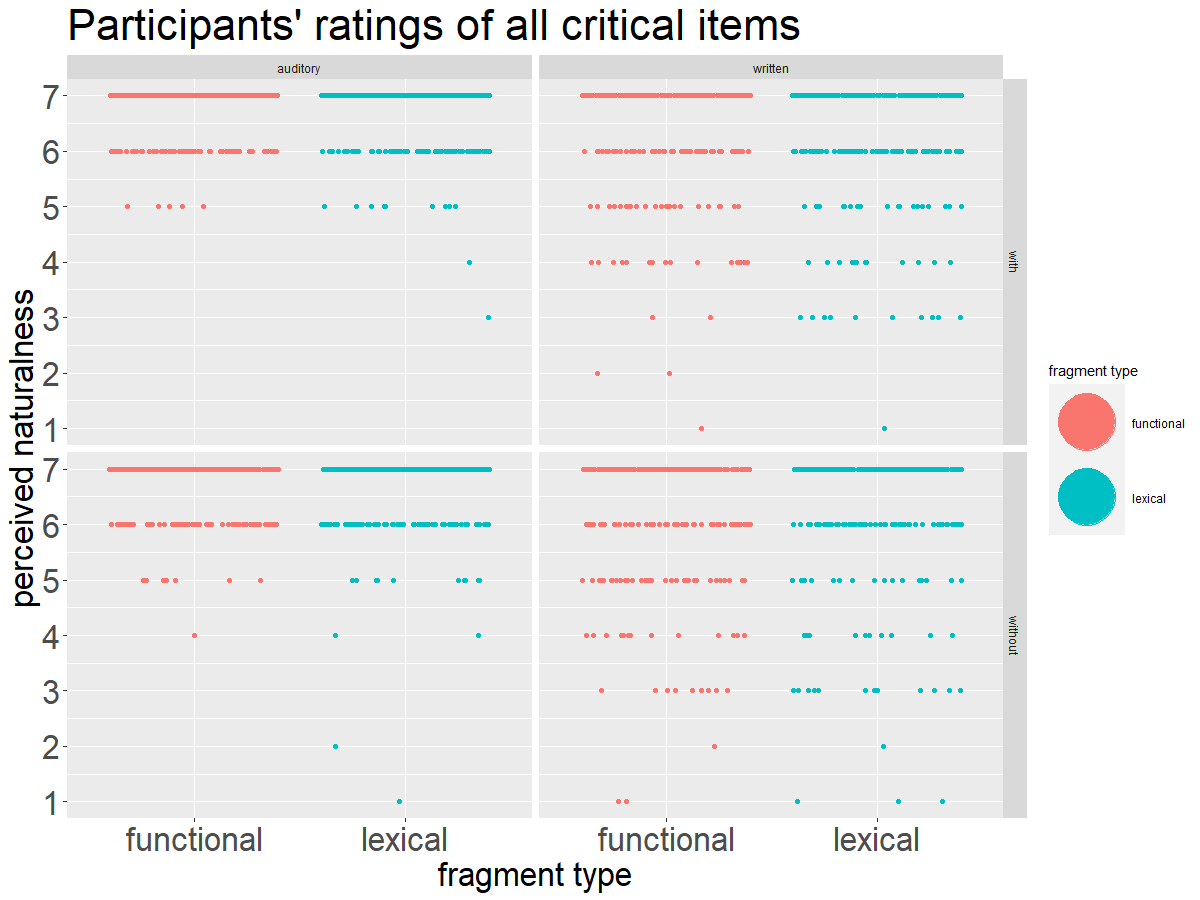 Participants' ratings of all critical items
auditory
written
7
6
5
4
3
2
1
with
7
6
5
4
3
2
1
without
perceived naturalness
functional
lexical
functional
lexical
fragment type
fragment type
functional
lexical